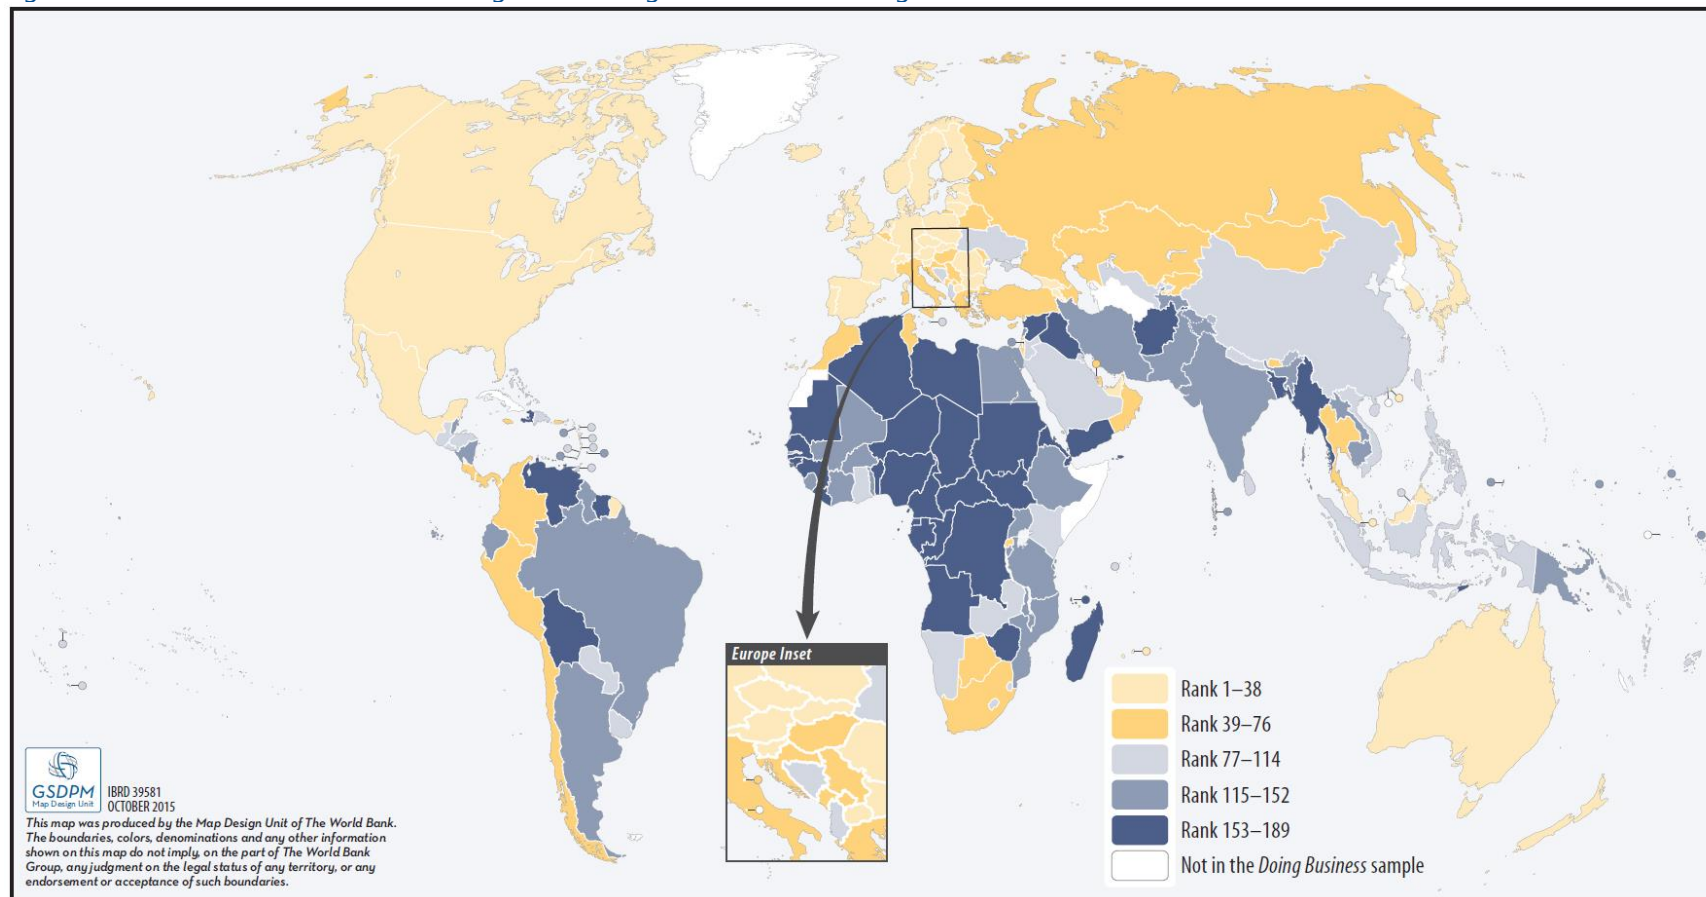 Europe Inset
Rank 1–38
Rank 39–76
Rank 77–114
Rank 115–152
Rank 153–189
Not in the Doing Business sample
GSDPM
Map Design Unit
IBRD 39581
OCTOBER 2015
This map was produced by the Map Design Unit of The World Bank.
The boundaries, colors, denominations and any other information
shown on this map do not imply, on the part of The World Bank
Group, any judgment on the legal status of any territory, or any
endorsement or acceptance of such boundaries.